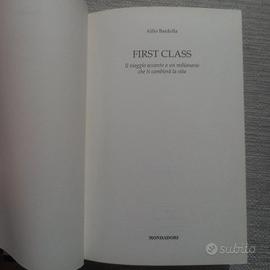 Alfio Bardolla
FIRST CLASS
Il viaggio accanto a un milionario
che ti cambierà la vita
MONDADORI
subito